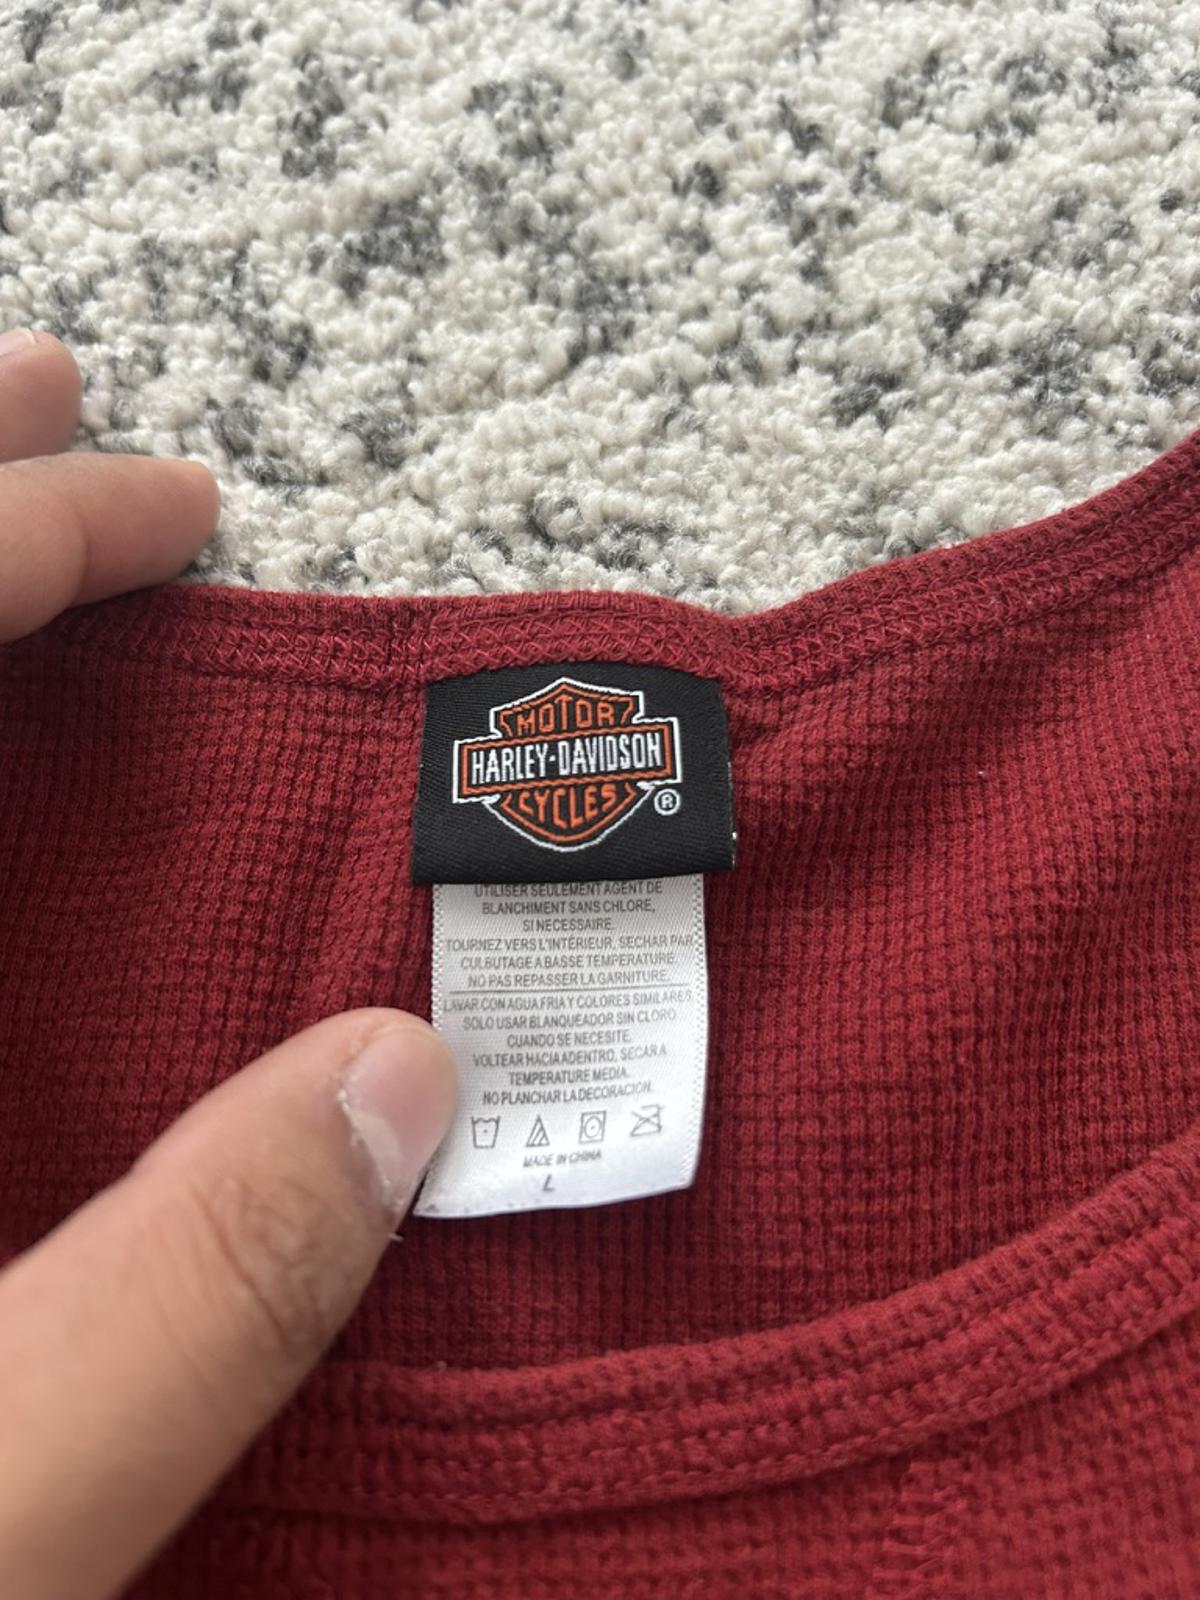 MOTOR
HARLEY-DAVIDSON
CYCLES
®
UTILISER SEULEMENT AGENT DE
BLANCHIMENT SANS CHLORE,
SI NECESSAIRE.
TOURNEZ VERS L'INTÉRIEUR, SECHAR PAR
CULBUTAGE A BASSE TEMPERATURE.
NO PAS REPASSER LA GARNITURE.
LAVAR CON AGUA FRIA Y COLORES SIMILARES.
SOLO USAR BLANQUEADOR SIN CLORO
CUANDO SE NECESITE.
VOLTEAR HACIA ADENTRO, SECAR A
TEMPERATURE MEDIA.
NO PLANCHAR LA DECORACION.
MADE IN CHINA
L